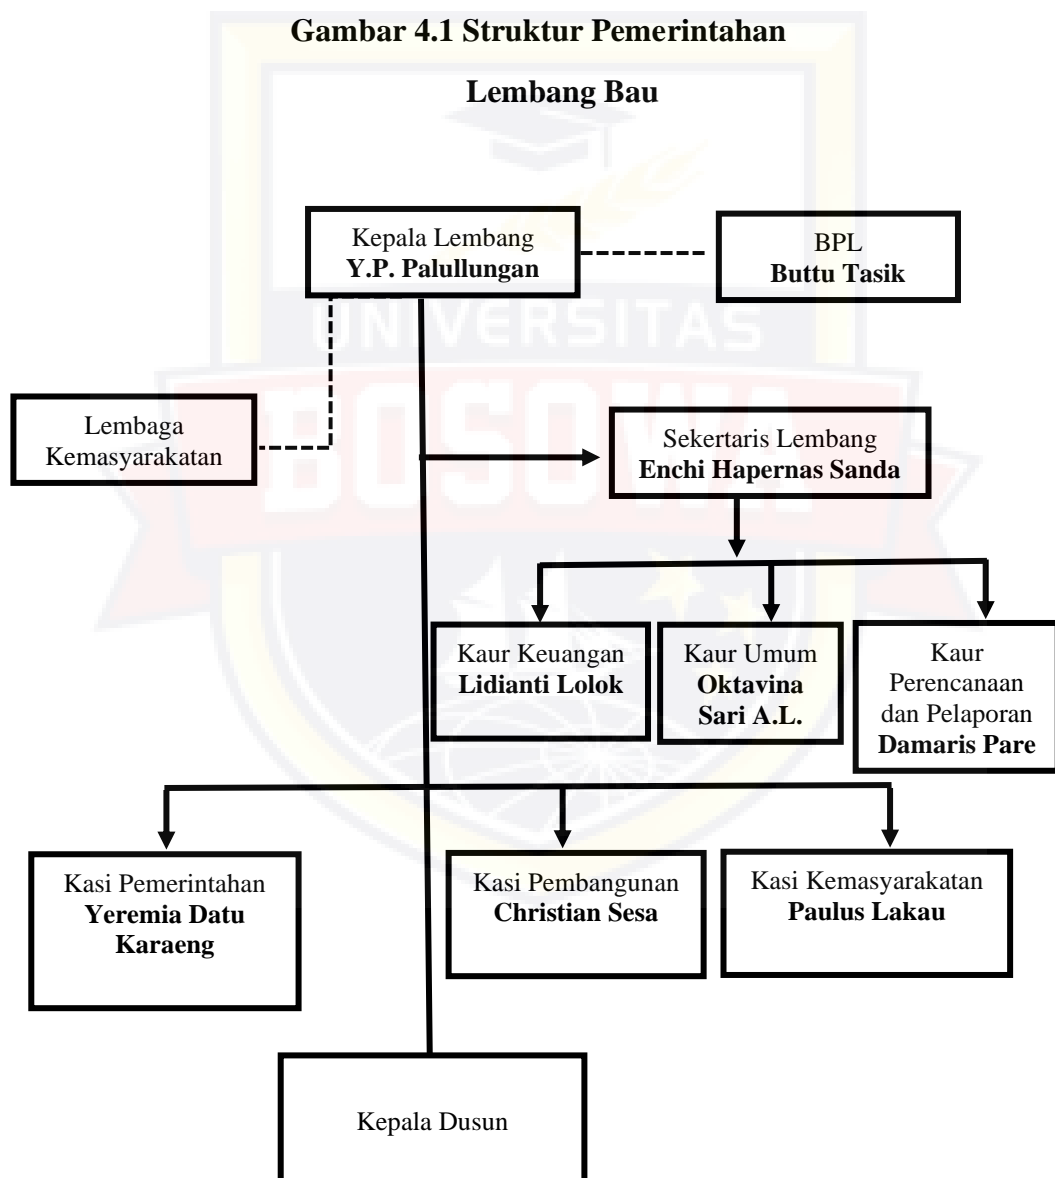 Gambar 4.1 Struktur Pemerintahan
Lembang Bau
Kepala Lembang
Y.P. Palullungan
BPL
Buttu Tasik
UNIVERSITAS
BOSOWA
Lembaga
Kemasyarakatan
Sekertaris Lembang
Enchi Hapernas Sanda
Kaur Keuangan
Lidianti Lolok
Kaur Umum
Oktavina
Sari A.L.
Kaur
Perencanaan
dan Pelaporan
Damaris Pare
Kasi Pemerintahan
Yeremia Datu
Karaeng
Kasi Pembangunan
Christian Sesa
Kasi Kemasyarakatan
Paulus Lakau
Kepala Dusun